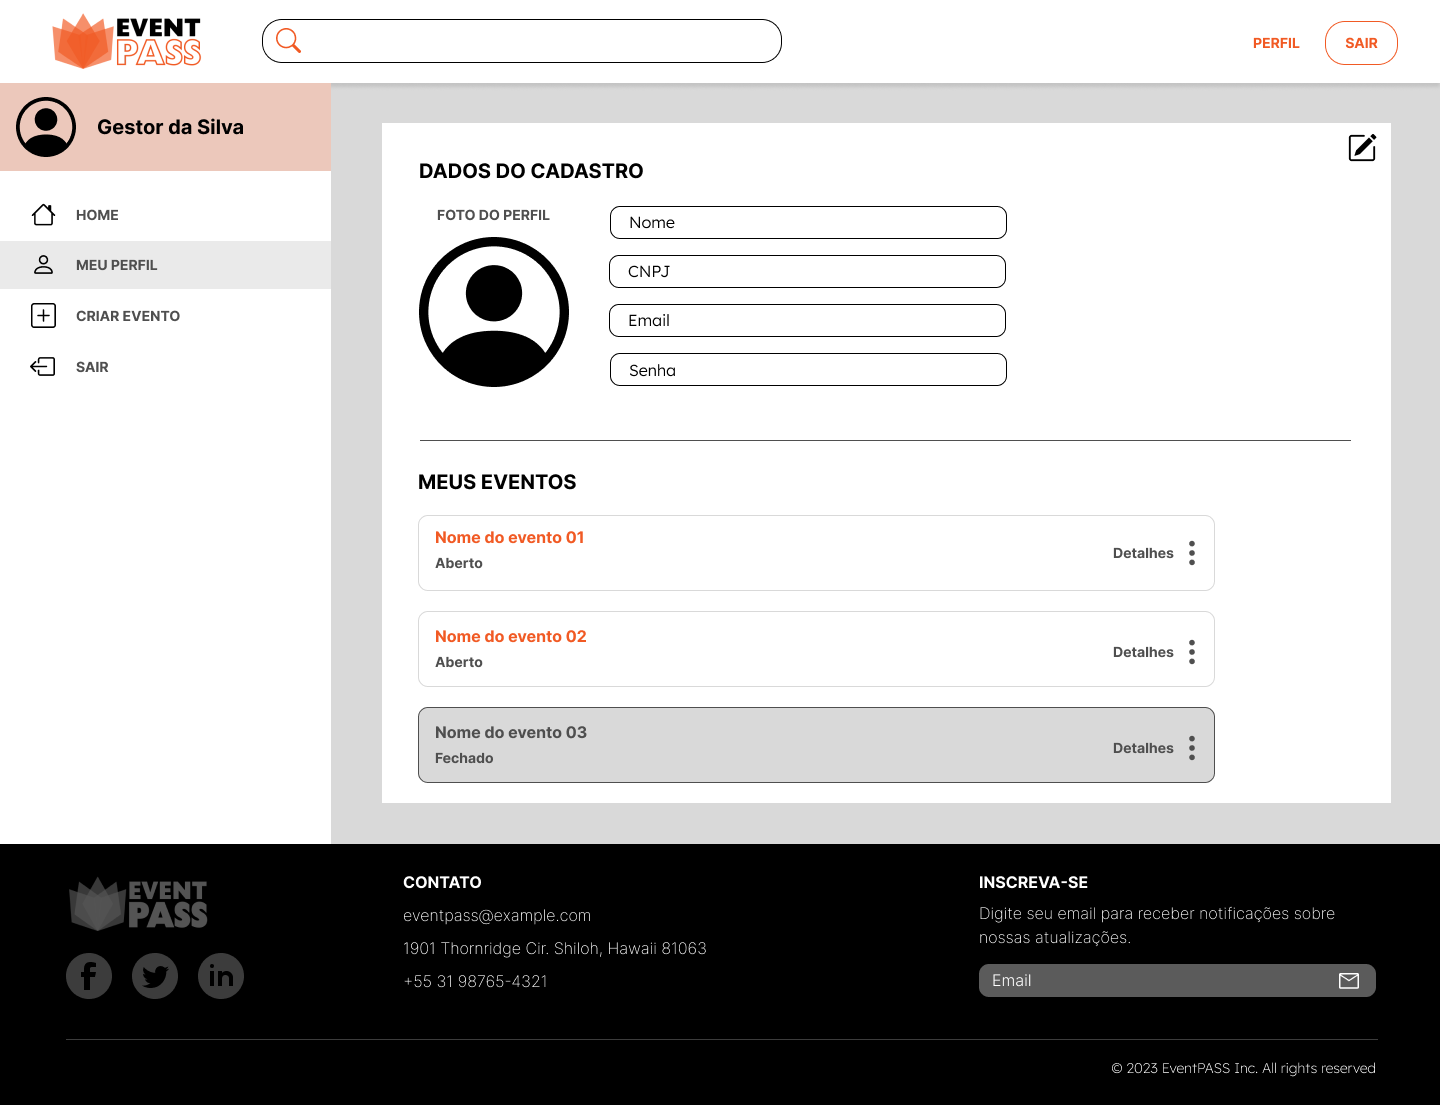 EVENT
PASS
PERFIL
SAIR
Gestor da Silva
HOME
MEU PERFIL
CRIAR EVENTO
SAIR
DADOS DO CADASTRO
FOTO DO PERFIL
Nome
CNPJ
Email
Senha
MEUS EVENTOS
Nome do evento 01
Aberto
Detalhes
Nome do evento 02
Aberto
Detalhes
Nome do evento 03
Fechado
Detalhes
EVENT
PASS
CONTATO
eventpass@example.com
1901 Thornridge Cir. Shiloh, Hawaii 81063
+55 31 98765-4321
INSCREVA-SE
Digite seu email para receber notificações sobre
nossas atualizações.
Email
© 2023 EventPASS Inc. All rights reserved